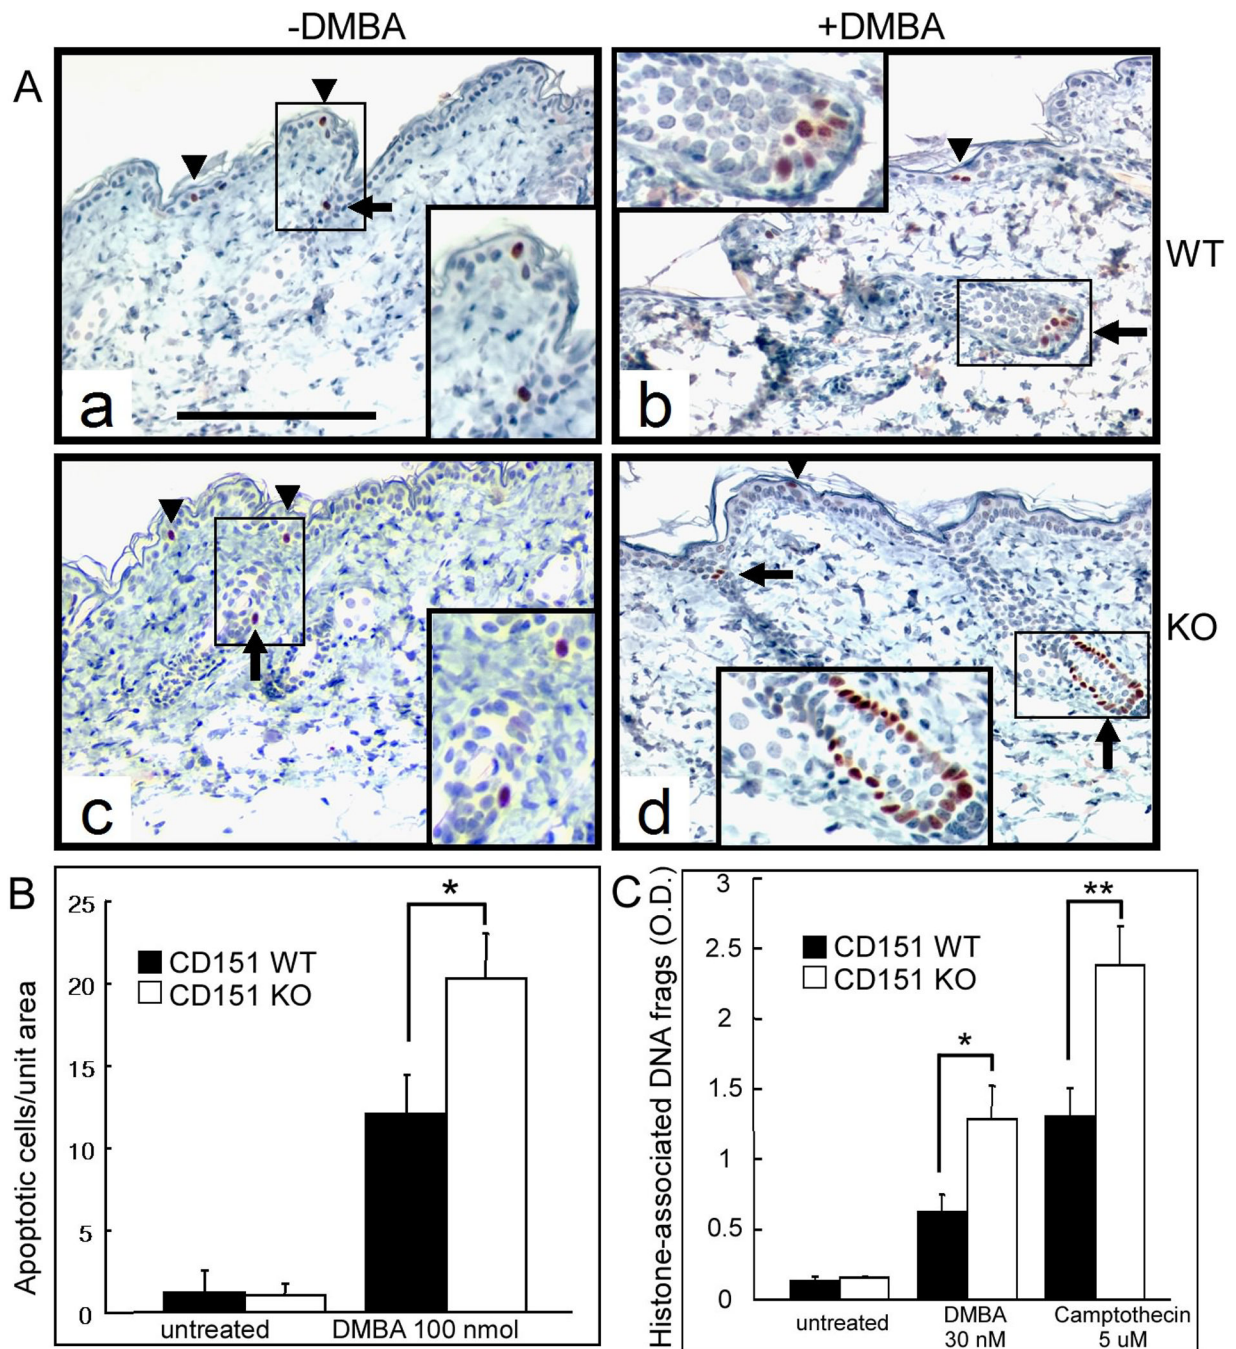 -DMBA
+DMBA
A
a
b
WT
c
d
KO
B
Apoptotic cells/unit area
25
20
15
10
5
0
CD151 WT
CD151 KO
*
untreated
DMBA 100 nmol
C
Histone-associated DNA frags (O.D.)
3
2.5
2
1.5
1
0.5
0
CD151 WT
CD151 KO
*
**
untreated
DMBA
30 nM
Camptothecin
5 uM